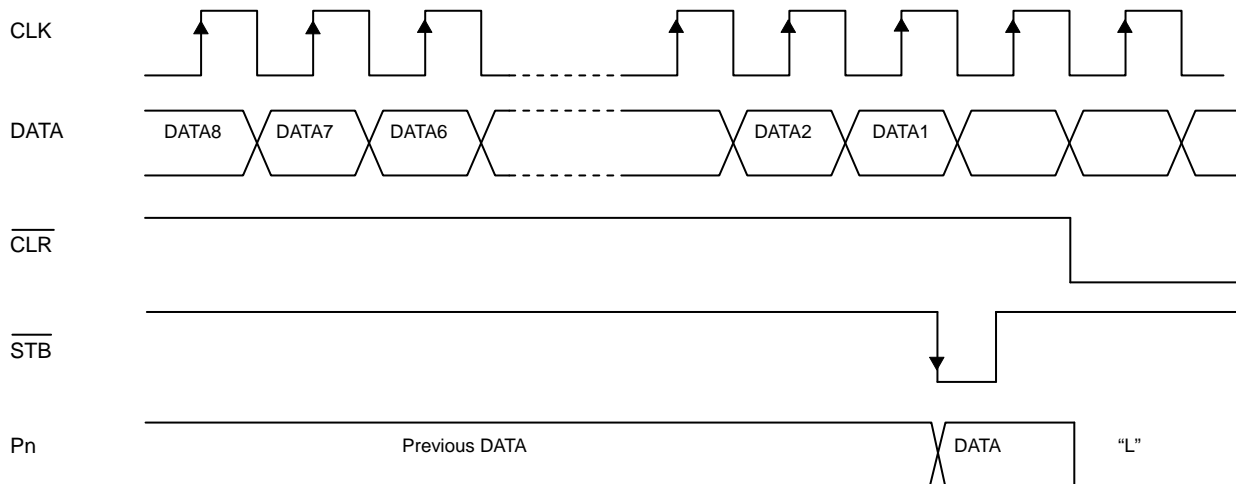 CLK
DATA
DATA8 DATA7 DATA6 DATA2 DATA1
CLR
STB
Pn
Previous DATA DATA “L”